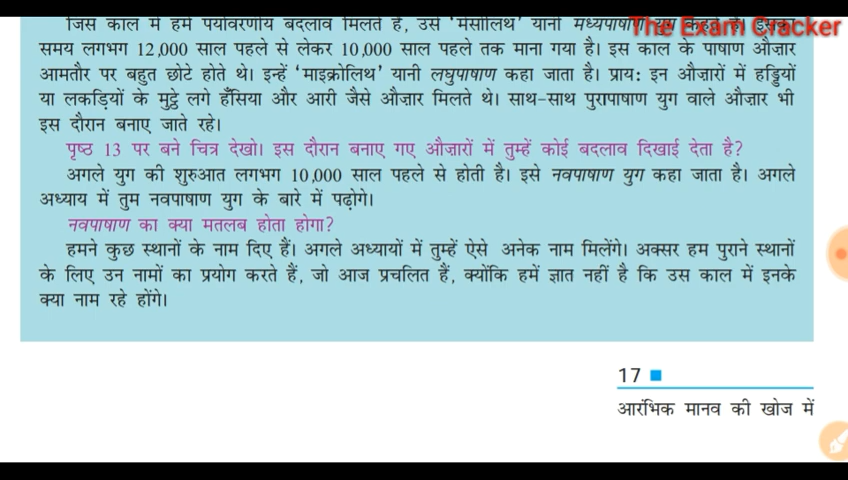 The Exam Cracker
जिस काल में हमें पर्यावरणीय बदलाव मिलते हैं, उसे 'मेसोलिथ' यानी मध्यपाषाण युग कहते हैं। इसका
समय लगभग 12,000 साल पहले से लेकर 10,000 साल पहले तक माना गया है। इस काल के पाषाण औज़ार
आमतौर पर बहुत छोटे होते थे। इन्हें 'माइक्रोलिथ' यानी लघुपाषाण कहा जाता है। प्राय: इन औज़ारों में हड्डियों
या लकड़ियों के मुट्ठे लगे हँसिया और आरी जैसे औज़ार मिलते थे। साथ-साथ पुरापाषाण युग वाले औज़ार भी
इस दौरान बनाए जाते रहे।
पृष्ठ 13 पर बने चित्र देखो। इस दौरान बनाए गए औज़ारों में तुम्हें कोई बदलाव दिखाई देता है?
अगले युग की शुरुआत लगभग 10,000 साल पहले से होती है। इसे नवपाषाण युग कहा जाता है। अगले
अध्याय में तुम नवपाषाण युग के बारे में पढ़ोगे।
नवपाषाण का क्या मतलब होता होगा?
हमने कुछ स्थानों के नाम दिए हैं। अगले अध्यायों में तुम्हें ऐसे अनेक नाम मिलेंगे। अक्सर हम पुराने स्थानों
के लिए उन नामों का प्रयोग करते हैं, जो आज प्रचलित हैं, क्योंकि हमें ज्ञात नहीं है कि उस काल में इनके
क्या नाम रहे होंगे।
17
आरंभिक मानव की खोज में